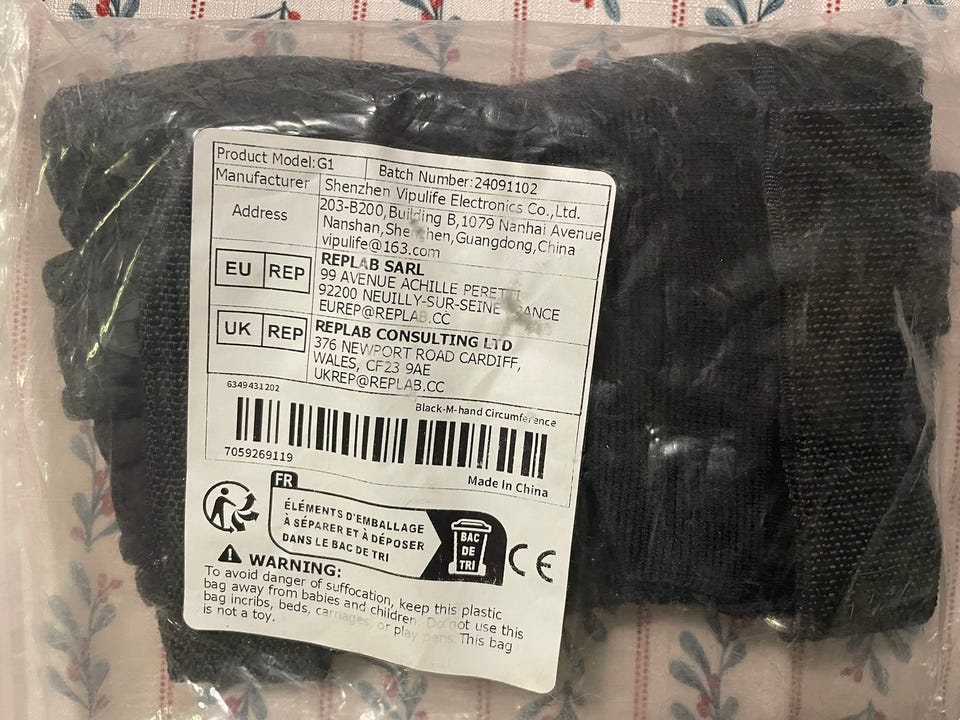 Product Model:G1 Batch Number:24091102
Manufacturer Shenzhen Vipulife Electronics Co.,Ltd.
Address 203-B200,Building B,1079 Nanhai Avenue
Nanshan,Shenzhen,Guangdong,China
vipulife@163.com
EU REP REPLAB SARL
99 AVENUE ACHILLE PERETTI
92200 NEUILLY-SUR-SEINE FRANCE
EUREP@REPLAB.CC
UK REP REPLAB CONSULTING LTD
376 NEWPORT ROAD CARDIFF,
WALES, CF23 9AE
UKREP@REPLAB.CC
6349431202
Black-M-hand Circumference
7059269119
Made In China
FR
ÉLÉMENTS D'EMBALLAGE
À SÉPARER ET À DÉPOSER
DANS LE BAC DE TRI
BAC
DE
TRI
CE
WARNING:
To avoid danger of suffocation, keep this plastic
bag away from babies and children. Do not use this
bag incribs, beds, carriages, or play pens. This bag
is not a toy.